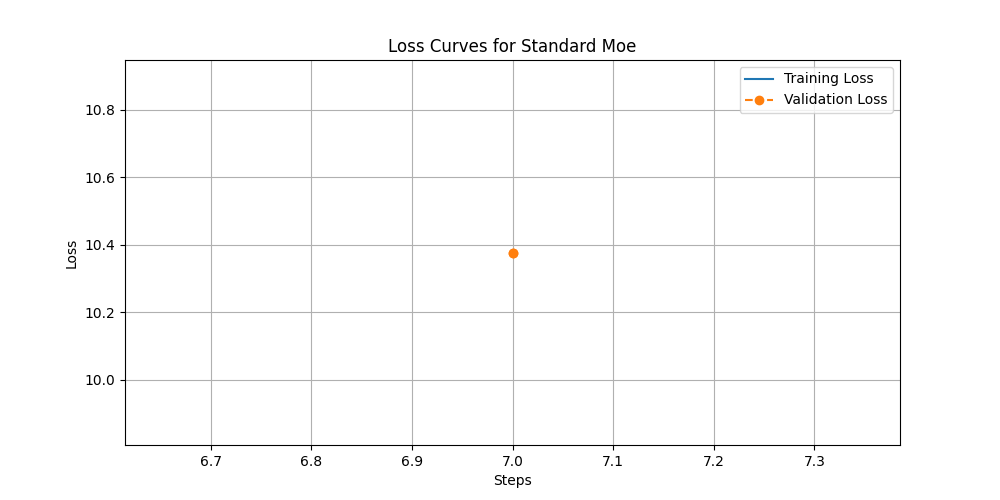 Loss Curves for Standard Moe
Training Loss
Validation Loss
10.8
10.6
10.4
10.2
10.0
Loss
6.7 6.8 6.9 7.0 7.1 7.2 7.3
Steps